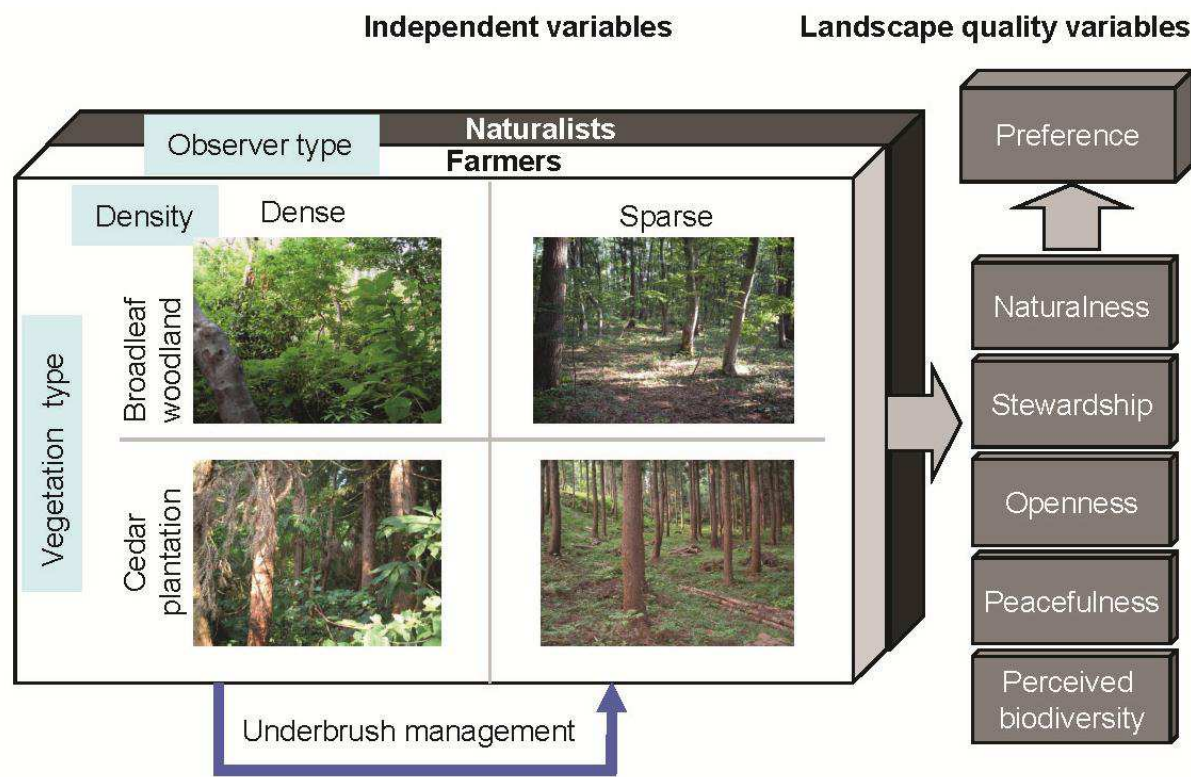 Independent variables
Landscape quality variables
Naturalists
Observer type
Farmers
Density
Dense
Sparse
Vegetation type
Broadleaf
woodland
Cedar
plantation
Underbrush management
Preference
Naturalness
Stewardship
Openness
Peacefulness
Perceived
biodiversity